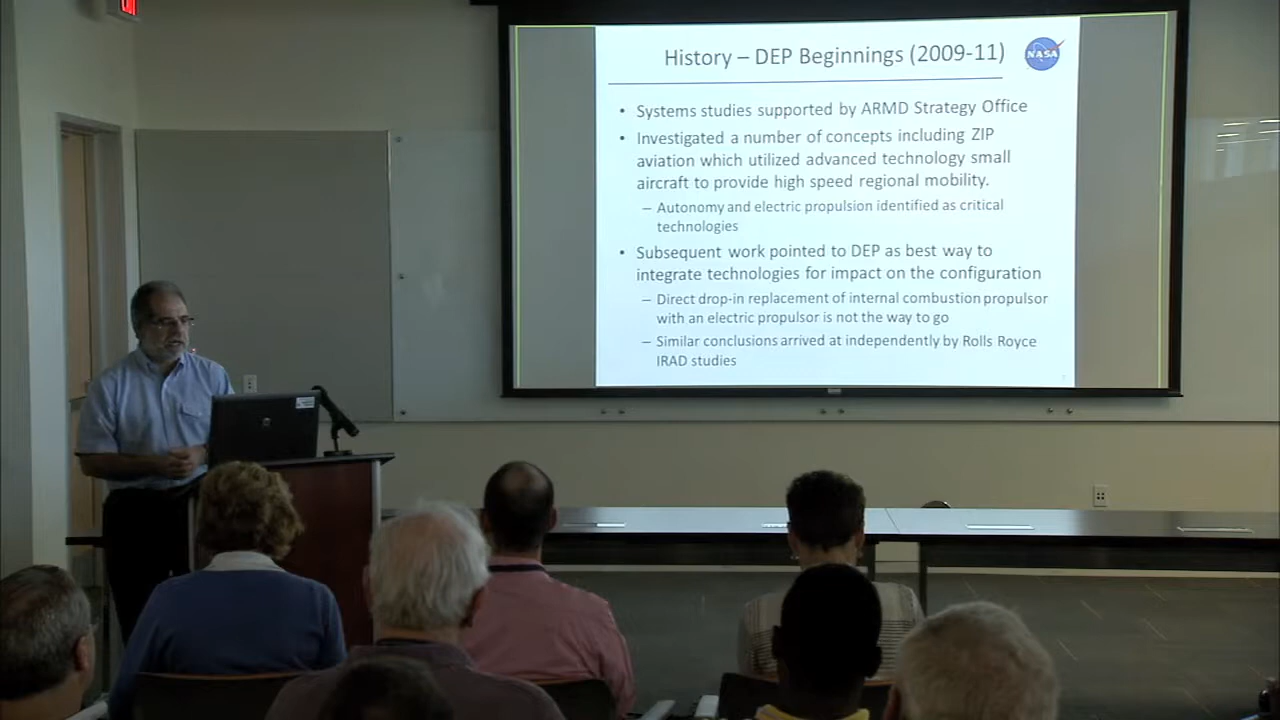 History – DEP Beginnings (2009-11)
NASA
• Systems studies supported by ARMD Strategy Office
• Investigated a number of concepts including ZIP
aviation which utilized advanced technology small
aircraft to provide high speed regional mobility.
– Autonomy and electric propulsion identified as critical
technologies
• Subsequent work pointed to DEP as best way to
integrate technologies for impact on the configuration
– Direct drop-in replacement of internal combustion propulsor
with an electric propulsor is not the way to go
– Similar conclusions arrived at independently by Rolls Royce
IRAD studies